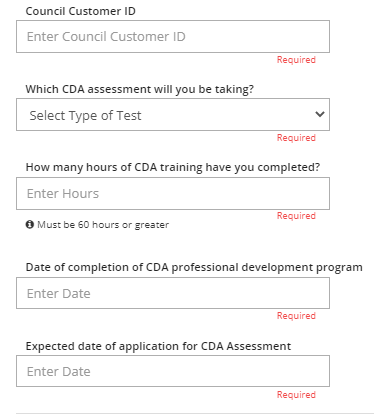 Council Customer ID
Enter Council Customer ID
Required
Which CDA assessment will you be taking?
Select Type of Test
Required
How many hours of CDA training have you completed?
Enter Hours
Required
Must be 60 hours or greater
Date of completion of CDA professional development program
Enter Date
Required
Expected date of application for CDA Assessment
Enter Date
Required